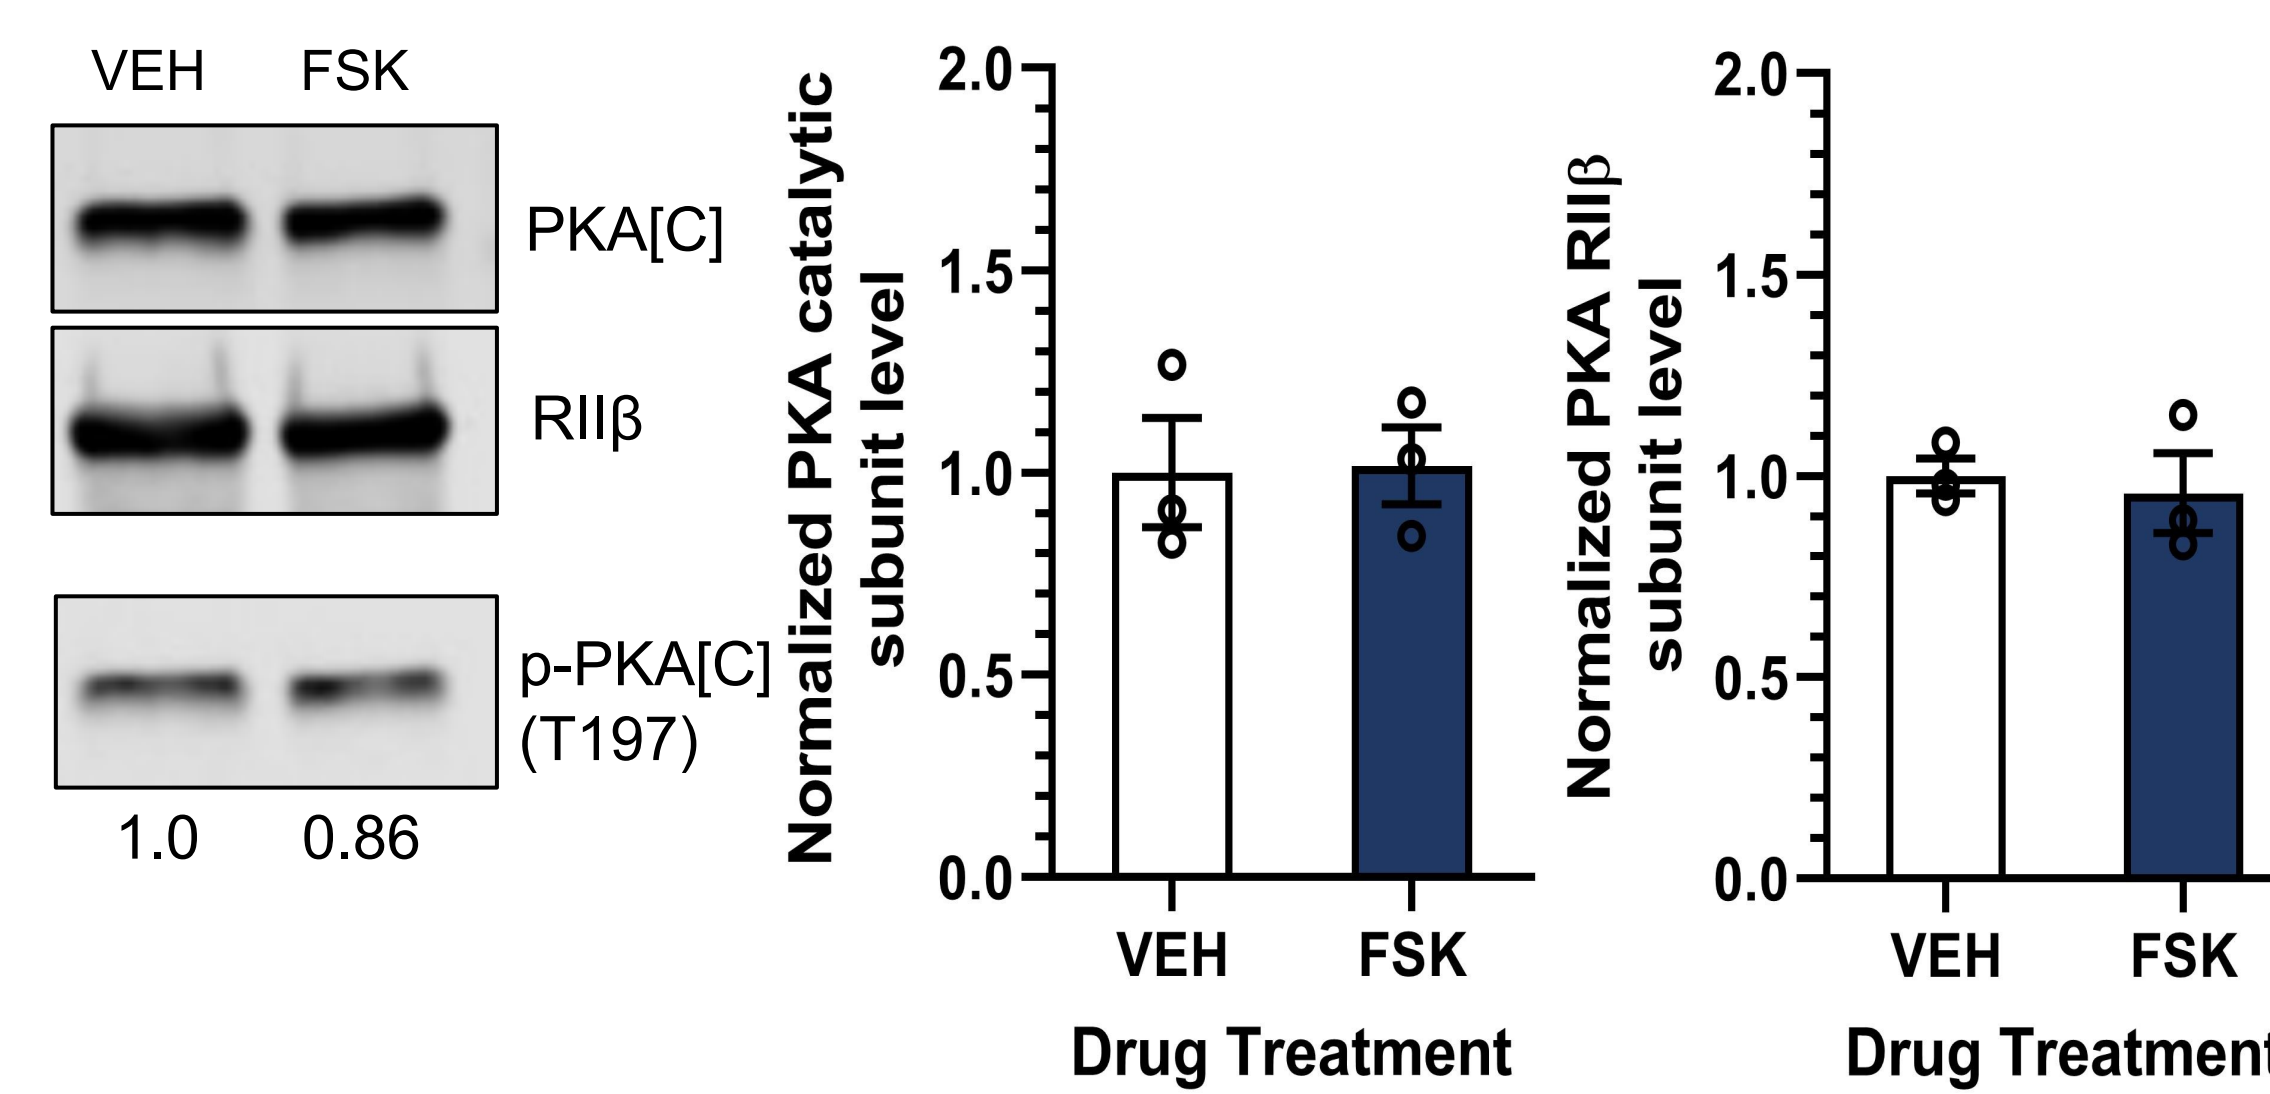 VEH FSK
PKA[C]
RIIβ
p-PKA[C]
(T197)
1.0 0.86
Normalized PKA catalytic
subunit level
2.0
1.5
1.0
0.5
0.0
VEH FSK
Drug Treatment
Normalized PKA RIIβ
subunit level
2.0
1.5
1.0
0.5
0.0
VEH FSK
Drug Treatment